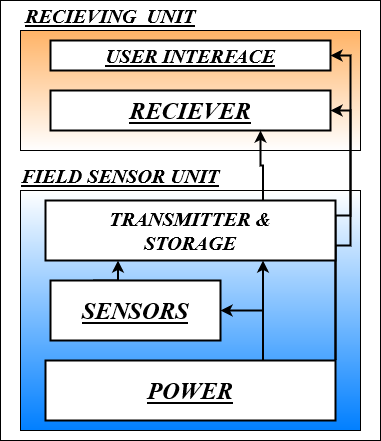 RECIEVING UNIT
USER INTERFACE
RECIEVER
FIELD SENSOR UNIT
TRANSMITTER &
STORAGE
SENSORS
POWER